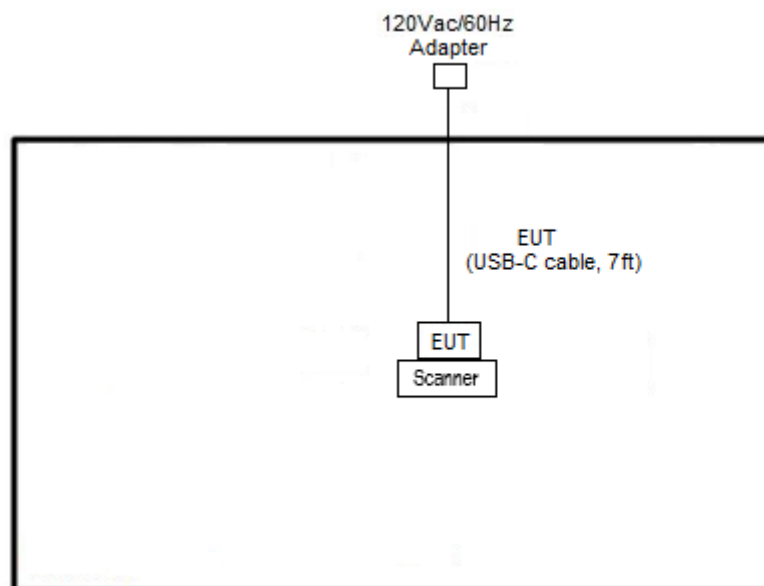 120Vac/60Hz
Adapter
EUT
(USB-C cable, 7ft)
EUT
Scanner